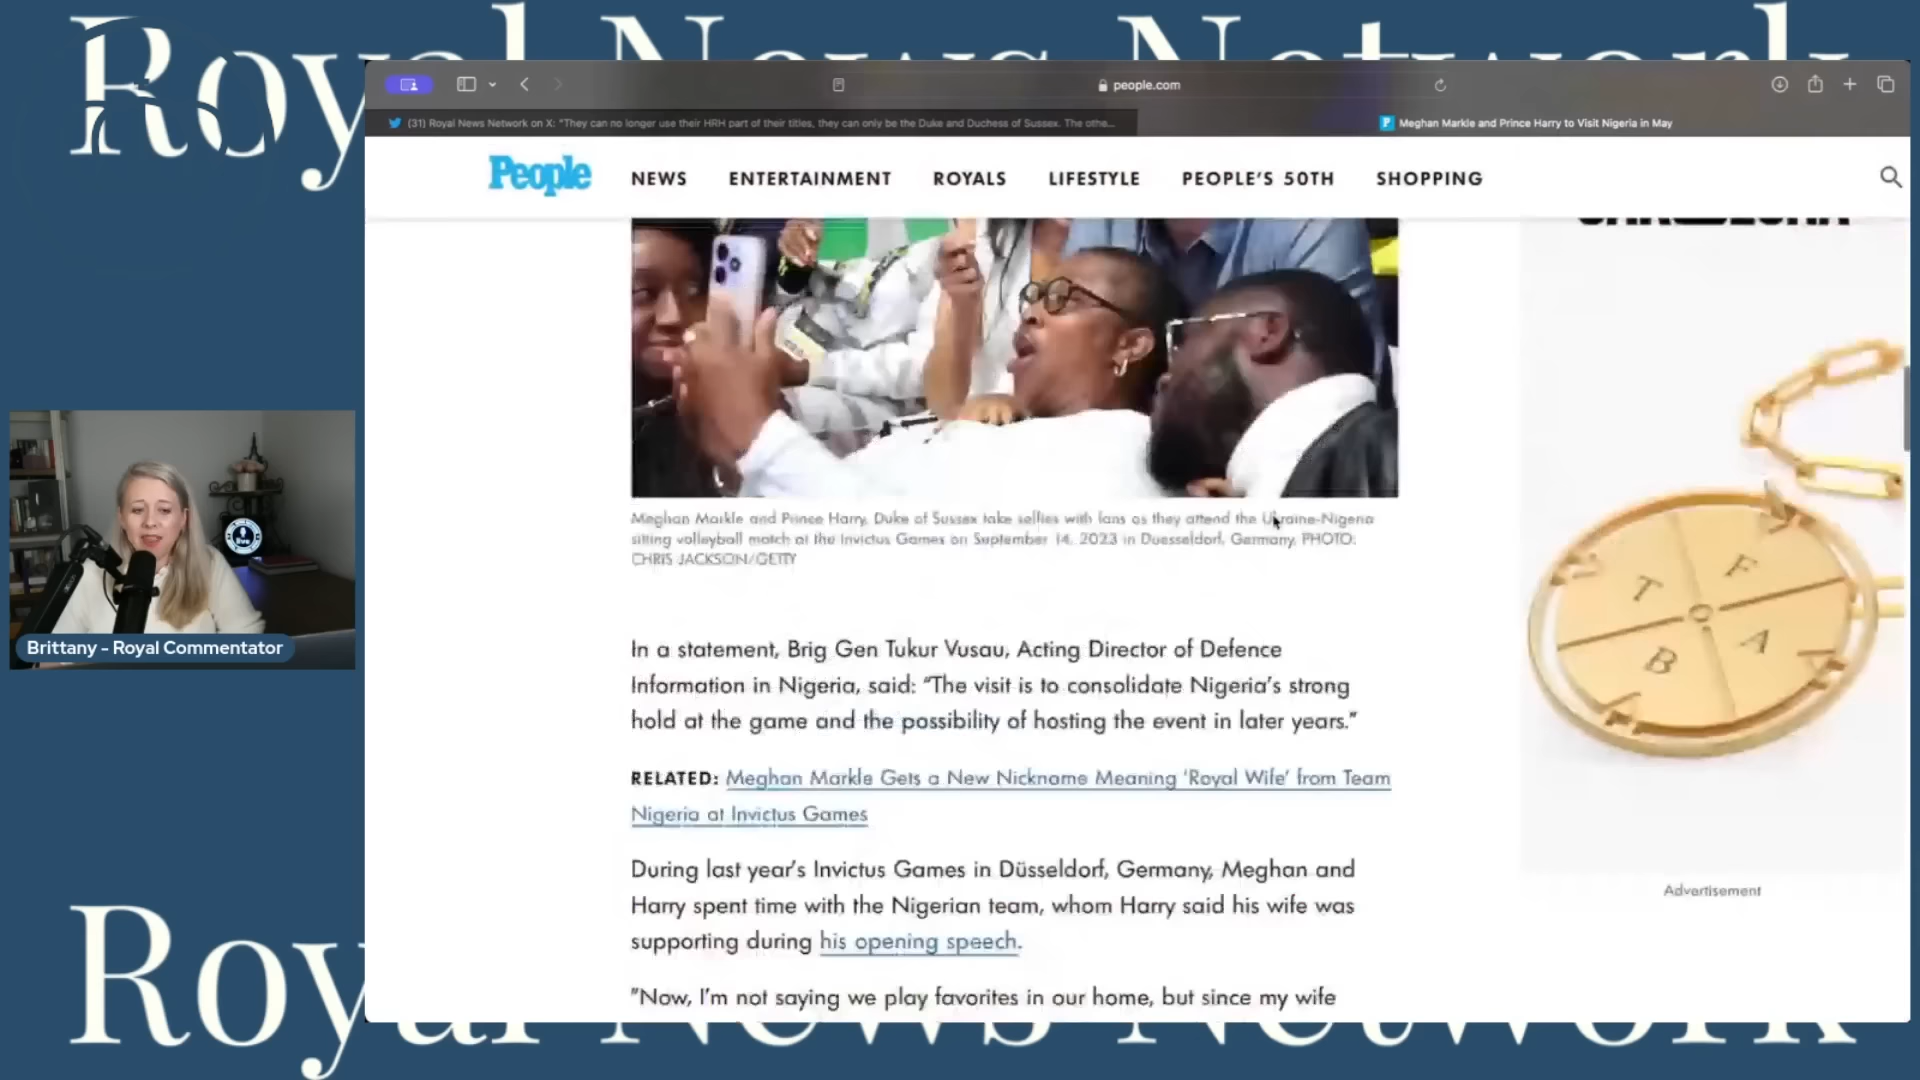 Royal News Network
people.com
(31) Royal News Network on X: "They can no longer use their HRH part of their titles, they can only be the Duke and Duchess of Sussex. The othe...
Meghan Markle and Prince Harry to Visit Nigeria in May
People
NEWS ENTERTAINMENT ROYALS LIFESTYLE PEOPLE'S 50TH SHOPPING
Meghan Markle and Prince Harry, Duke of Sussex take selfies with fans as they attend the Ukraine-Nigeria
sitting volleyball match at the Invictus Games on September 14, 2023 in Duesseldorf, Germany. PHOTO:
CHRIS JACKSON/GETTY
In a statement, Brig Gen Tukur Vusau, Acting Director of Defence
Information in Nigeria, said: "The visit is to consolidate Nigeria's strong
hold at the game and the possibility of hosting the event in later years."
RELATED: Meghan Markle Gets a New Nickname Meaning 'Royal Wife' from Team
Nigeria at Invictus Games
During last year's Invictus Games in Düsseldorf, Germany, Meghan and
Harry spent time with the Nigerian team, whom Harry said his wife was
supporting during his opening speech.
"Now, I'm not saying we play favorites in our home, but since my wife
T F
B A
Advertisement
live
Brittany - Royal Commentator
Royal News Network